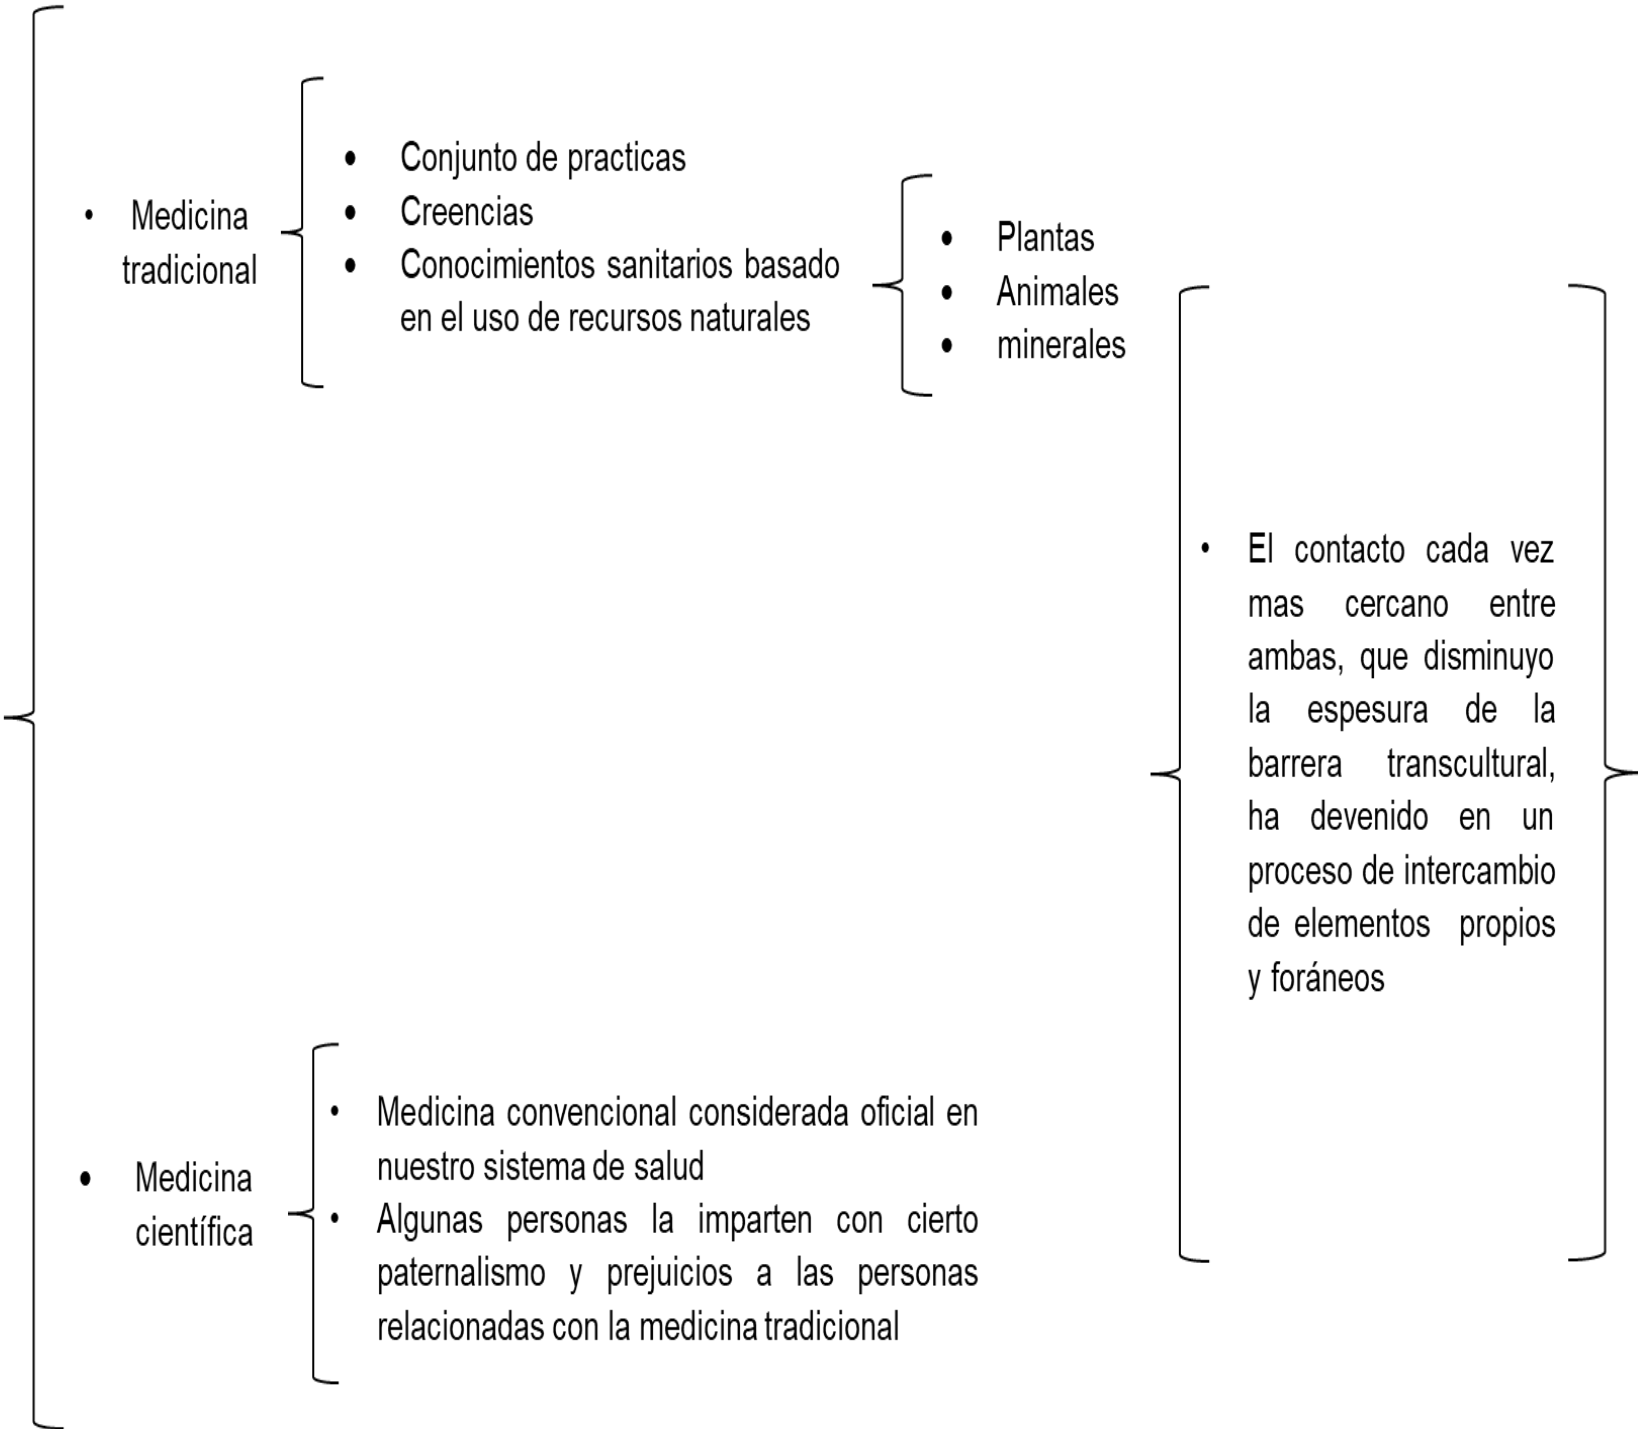 • Medicina
tradicional
• Conjunto de practicas
• Creencias
• Conocimientos sanitarios basado
en el uso de recursos naturales
• Plantas
• Animales
• minerales
• El contacto cada vez
mas cercano entre
ambas, que disminuyo
la espesura de la
barrera transcultural,
ha devenido en un
proceso de intercambio
de elementos propios
y foráneos
• Medicina
científica
• Medicina convencional considerada oficial en
nuestro sistema de salud
• Algunas personas la imparten con cierto
paternalismo y prejuicios a las personas
relacionadas con la medicina tradicional